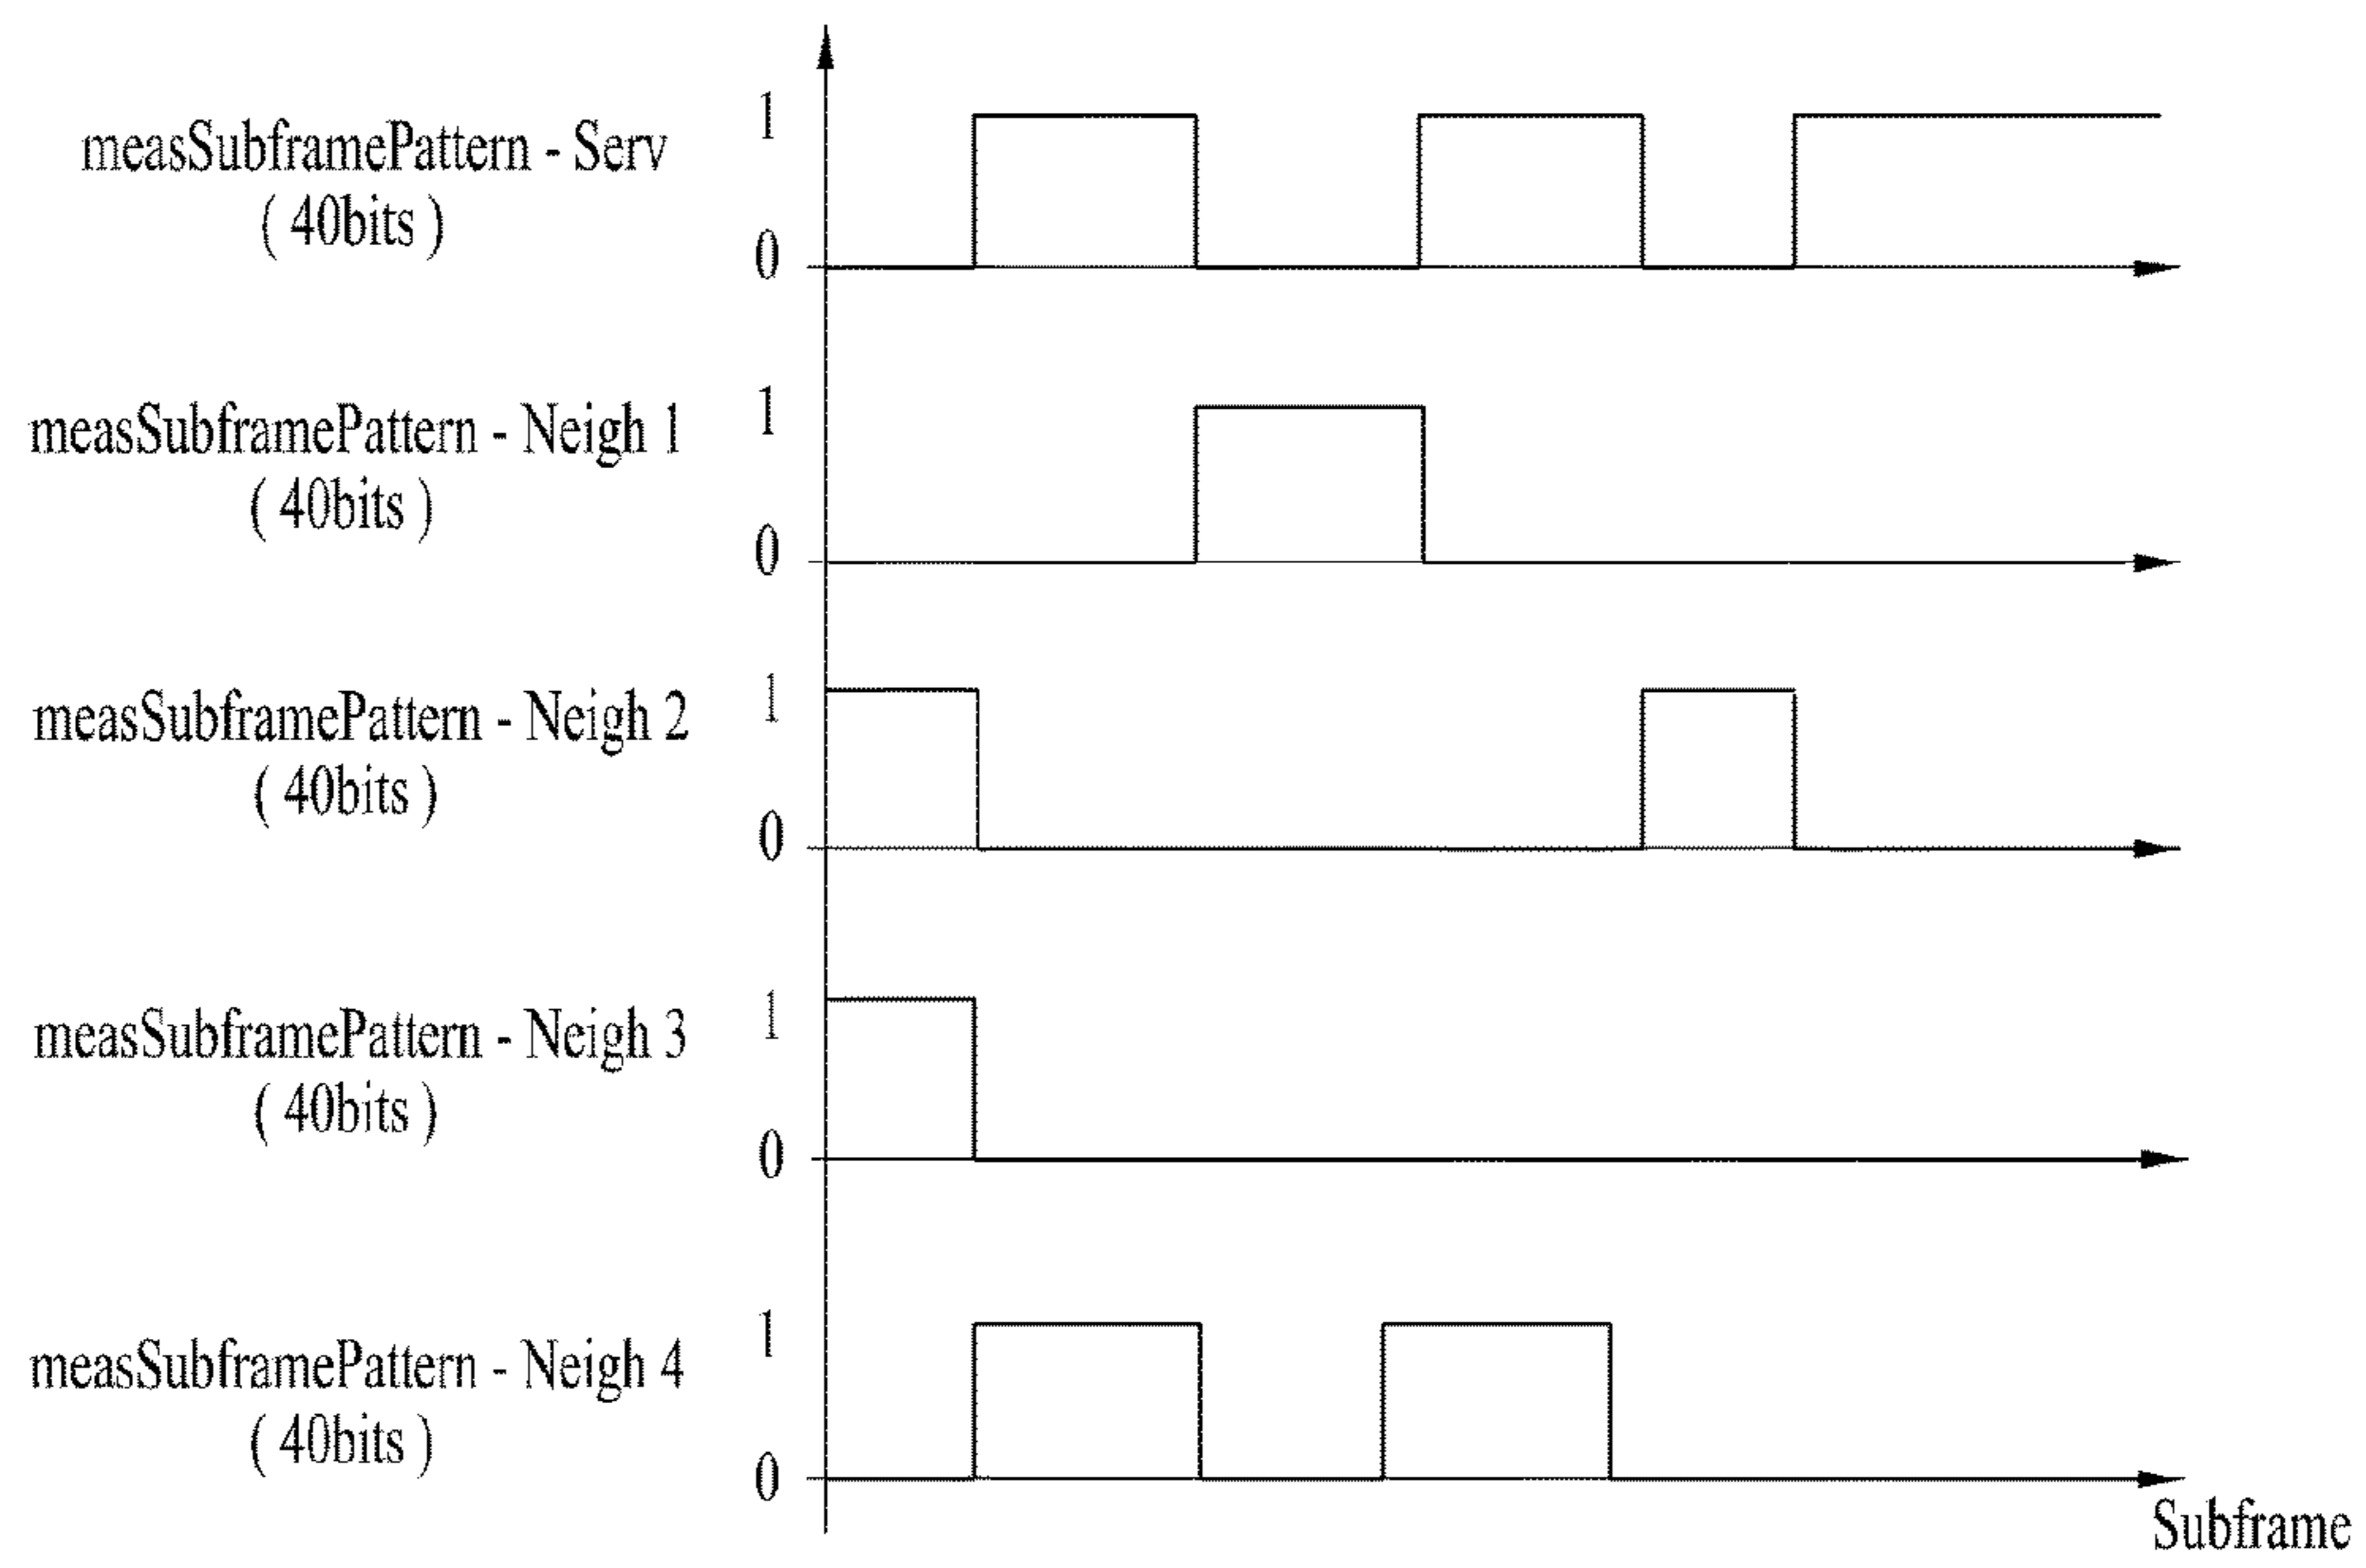 1
measSubframePattern - Serv
( 40bits )
0
1
measSubframePattern - Neigh 1
( 40bits )
0
1
measSubframePattern - Neigh 2
( 40bits )
0
1
measSubframePattern - Neigh 3
( 40bits )
0
1
measSubframePattern - Neigh 4
( 40bits )
0
Subframe